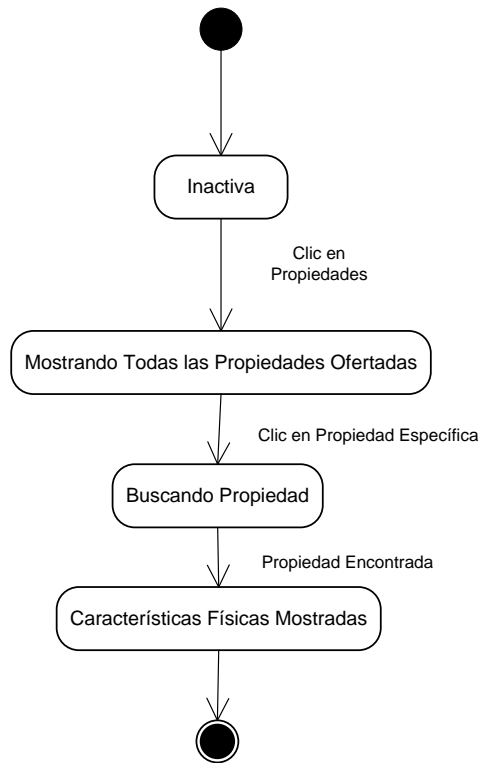 Inactiva
Clic en
Propiedades
Mostrando Todas las Propiedades Ofertadas
Clic en Propiedad Específica
Buscando Propiedad
Propiedad Encontrada
Características Físicas Mostradas